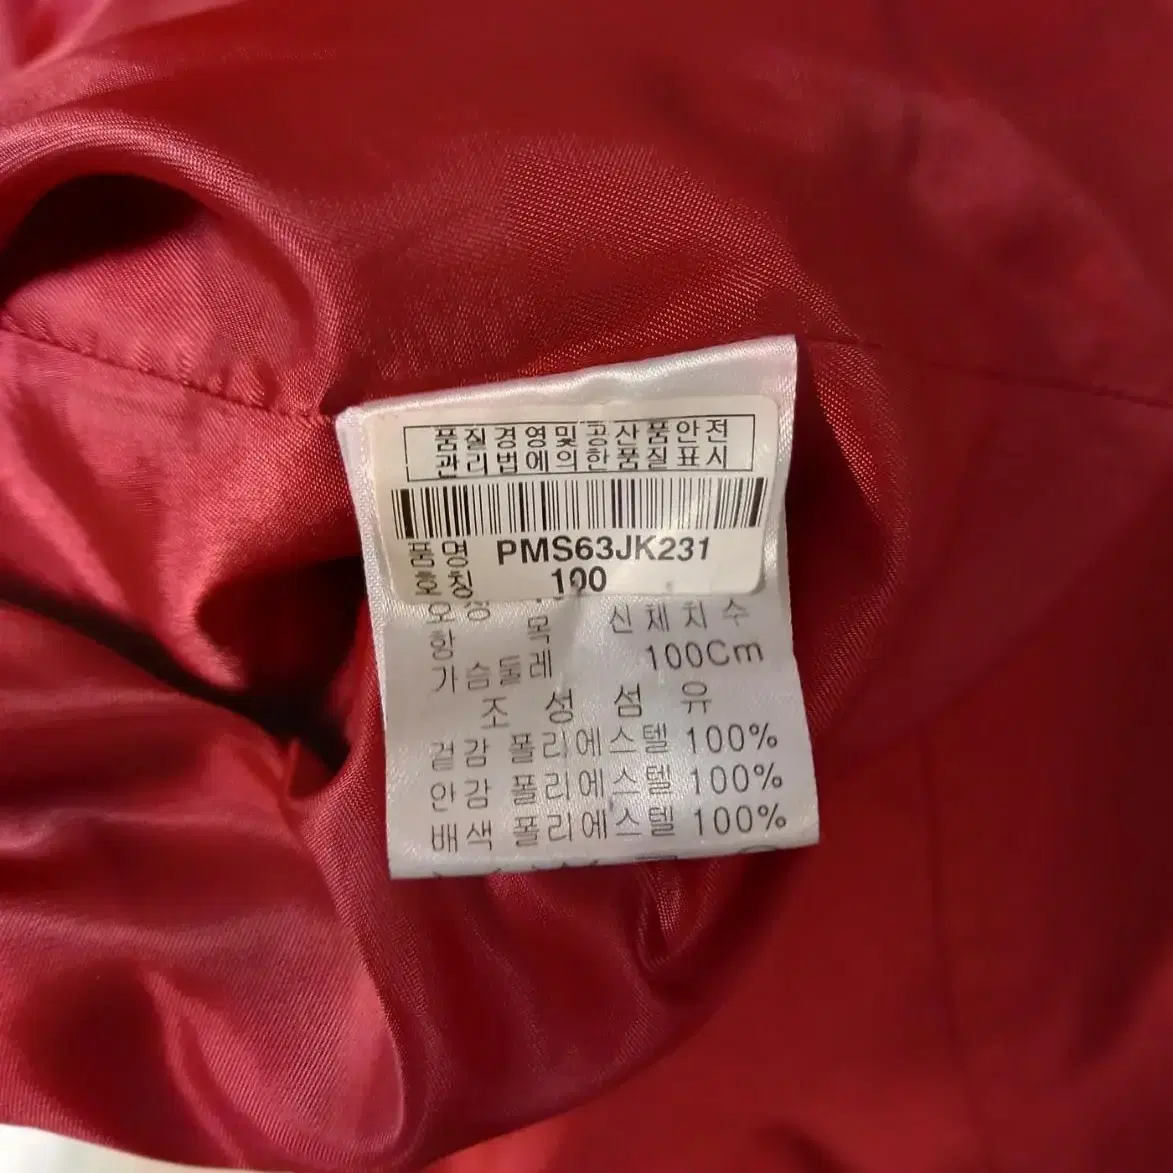 품질경영및공산품안전
관리법에의한품질표시
품 명 PMS63JK231
호 칭 100
항 목 신체치수
가슴둘레 100Cm
조 성 섬 유
겉감 폴리에스텔 100%
안감 폴리에스텔 100%
배색 폴리에스텔 100%